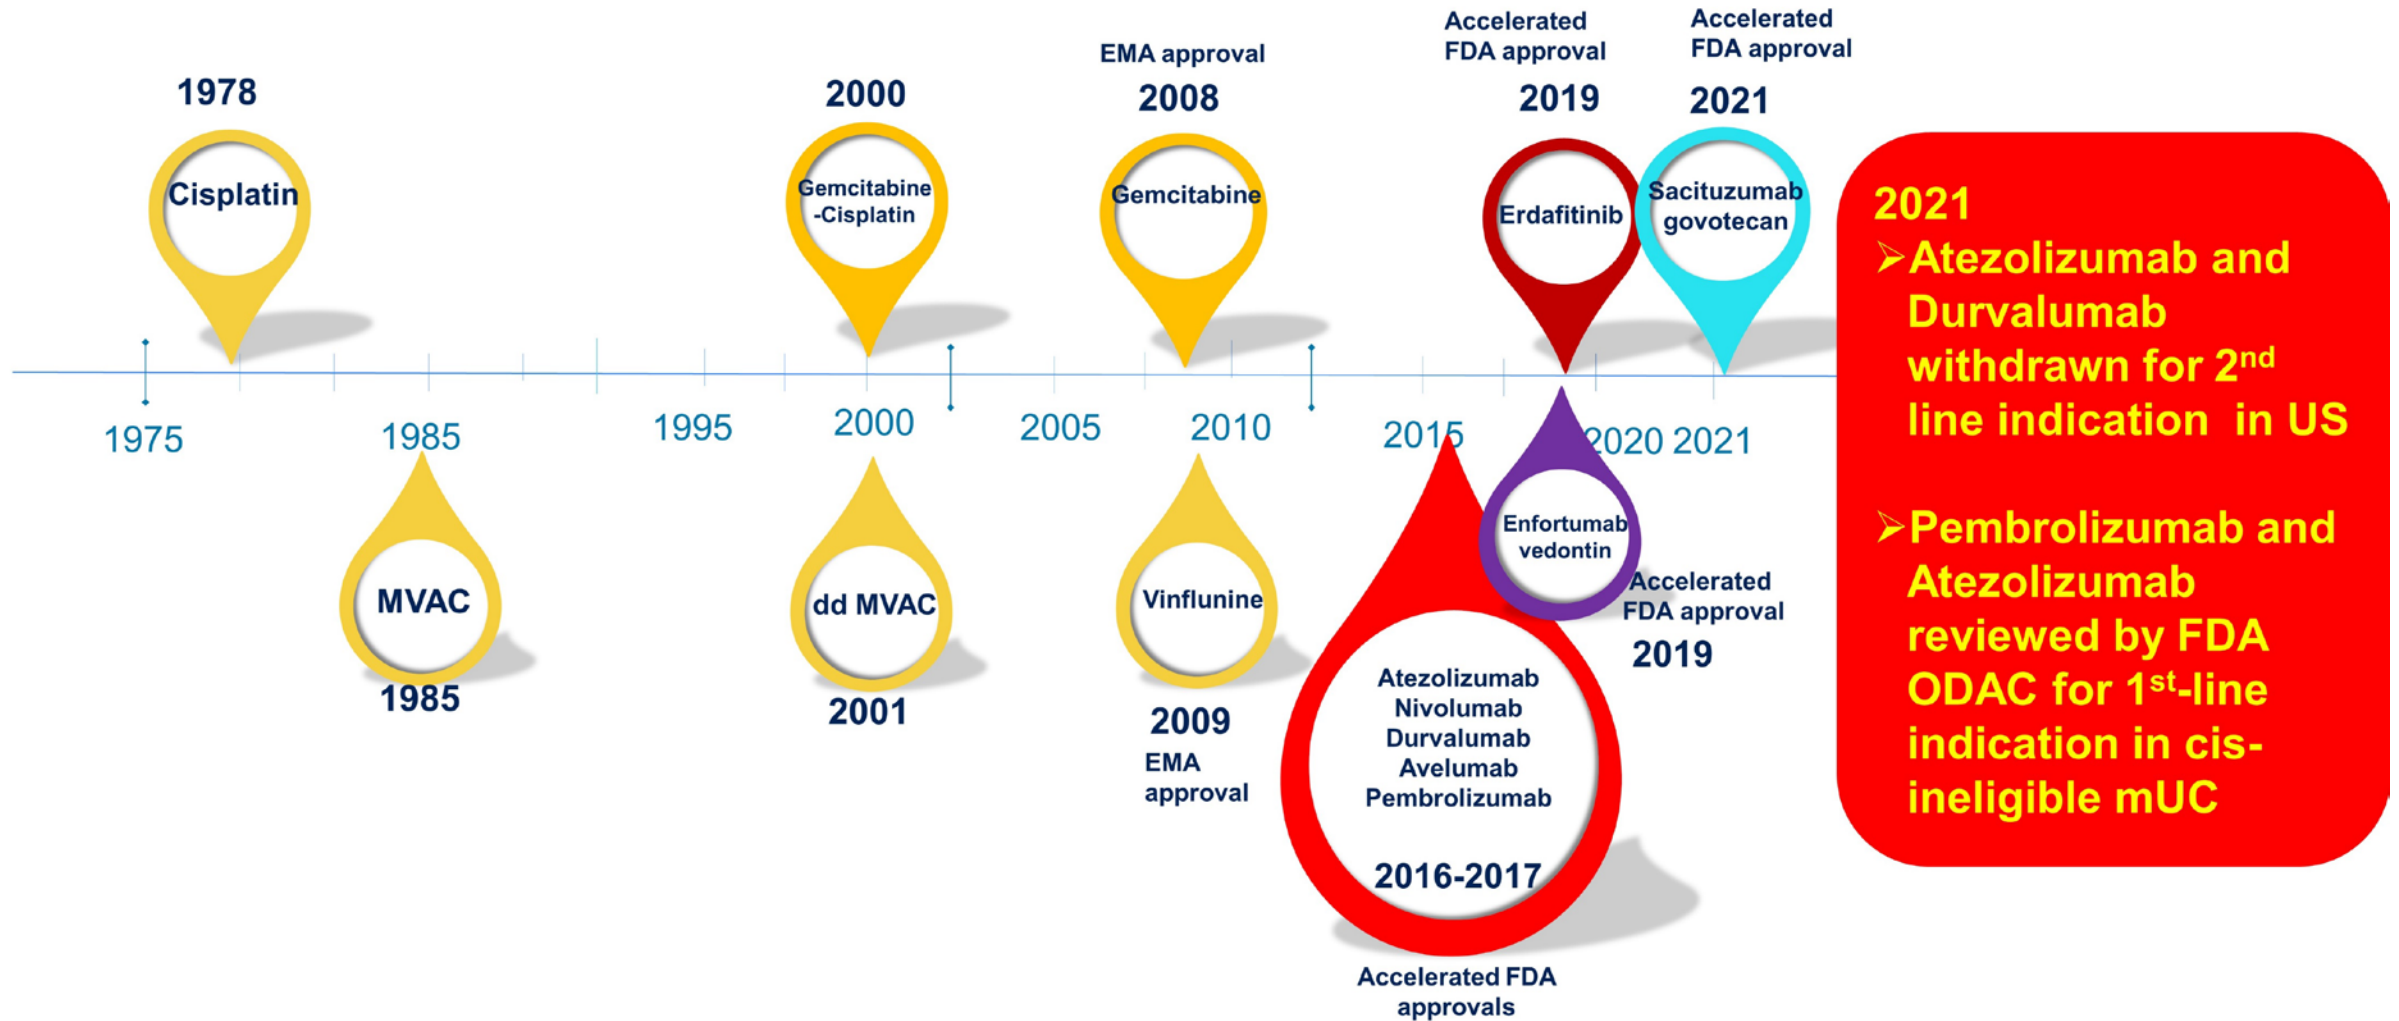 1978
Cisplatin
2000
Gemcitabine
-Cisplatin
EMA approval
2008
Gemcitabine
Accelerated
FDA approval
2019
Erdafitinib
Accelerated
FDA approval
2021
Sacituzumab
govotecan
1975
1985
1995
2000
2005
2010
2015
2020
2021
MVAC
1985
dd MVAC
2001
Vinflunine
2009
EMA
approval
Atezolizumab
Nivolumab
Durvalumab
Avelumab
Pembrolizumab
2016-2017
Accelerated FDA
approvals
Enfortumab
vedontin
Accelerated
FDA approval
2019
2021
➢Atezolizumab and
Durvalumab
withdrawn for 2nd
line indication in US
➢Pembrolizumab and
Atezolizumab
reviewed by FDA
ODAC for 1st-line
indication in cis-
ineligible mUC